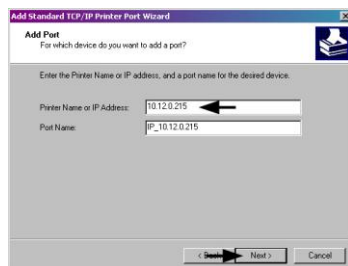 Add Standard TCP/IP Printer Port Wizard
Add Port
For which device do you want to add a port?
Enter the Printer Name or IP address, and a port name for the desired device.
Printer Name or IP Address: 10.12.0.215
Port Name: IP_10.12.0.215
< Next > Cancel